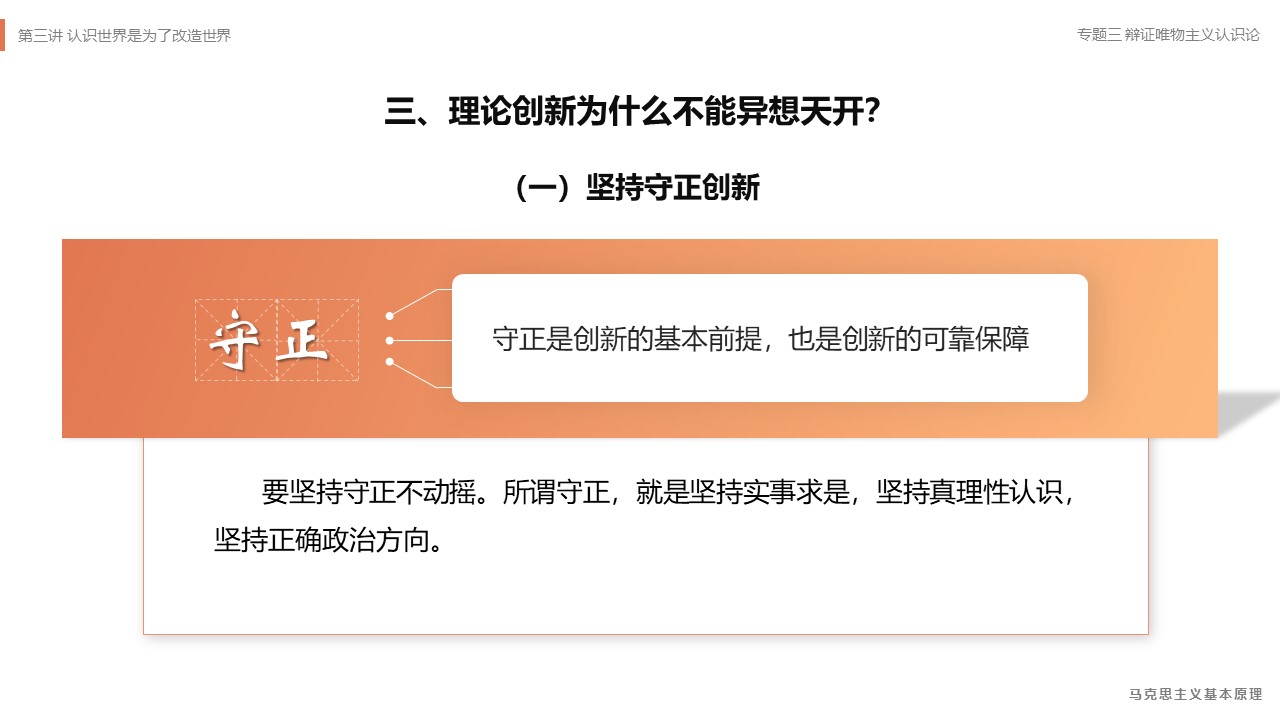 第三讲 认识世界是为了改造世界
专题三 辩证唯物主义认识论
三、理论创新为什么不能异想天开？
（一）坚持守正创新
守正
守正是创新的基本前提，也是创新的可靠保障
要坚持守正不动摇。所谓守正，就是坚持实事求是，坚持真理性认识，
坚持正确政治方向。
马克思主义基本原理